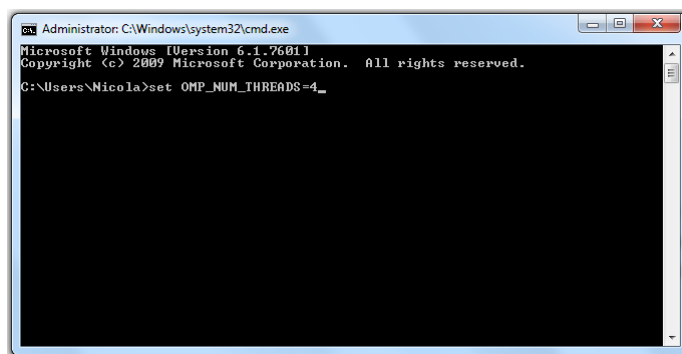 Administrator: C:\Windows\system32\cmd.exe
Microsoft Windows [Version 6.1.7601]
Copyright (c) 2009 Microsoft Corporation.  All rights reserved.
C:\Users\Nicola>set OMP_NUM_THREADS=4_